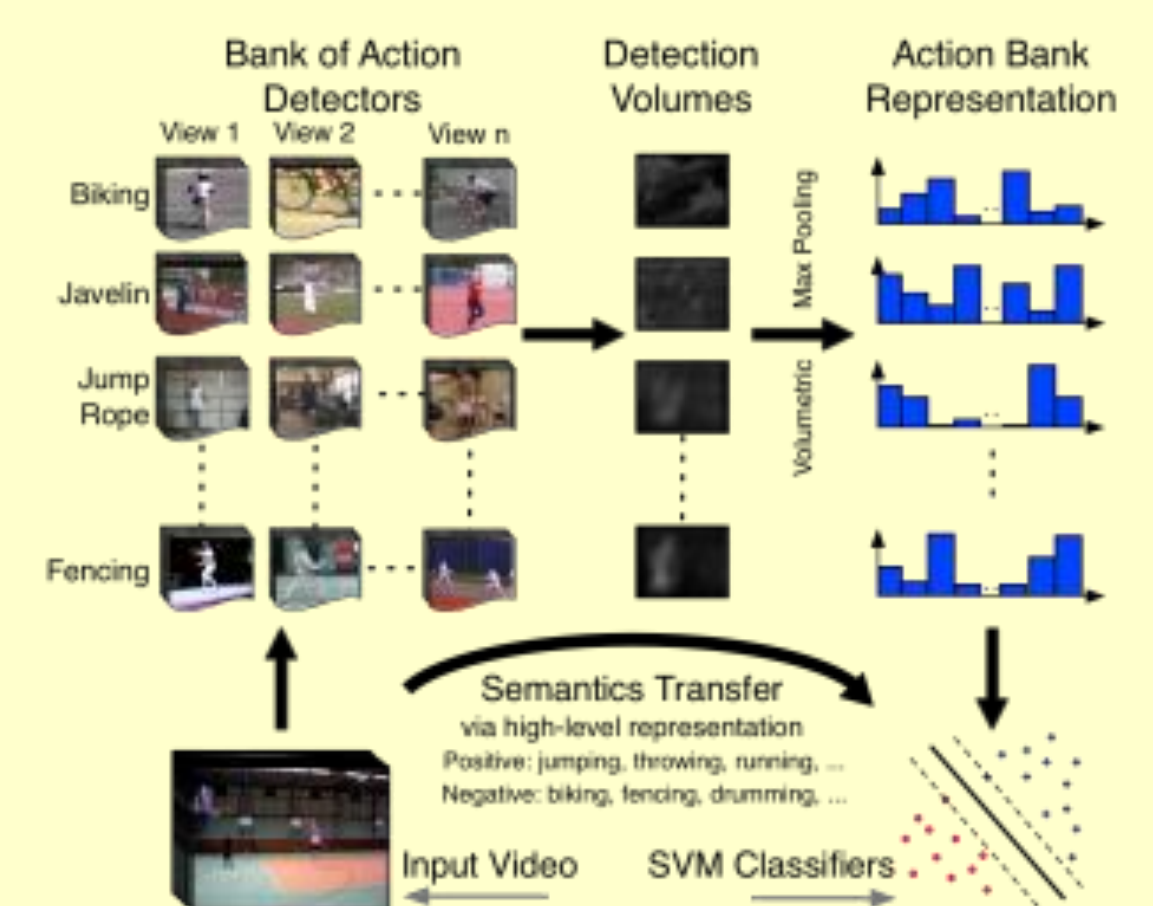 Bank of Action
Detectors
Detection
Volumes
Action Bank
Representation
View 1
View 2
View n
Biking
Javelin
Jump
Rope
Fencing
Max Pooling
Volumetric
Semantics Transfer
via high-level representation
Positive: jumping, throwing, running, ...
Negative: biking, fencing, drumming, ...
Input Video
SVM Classifiers